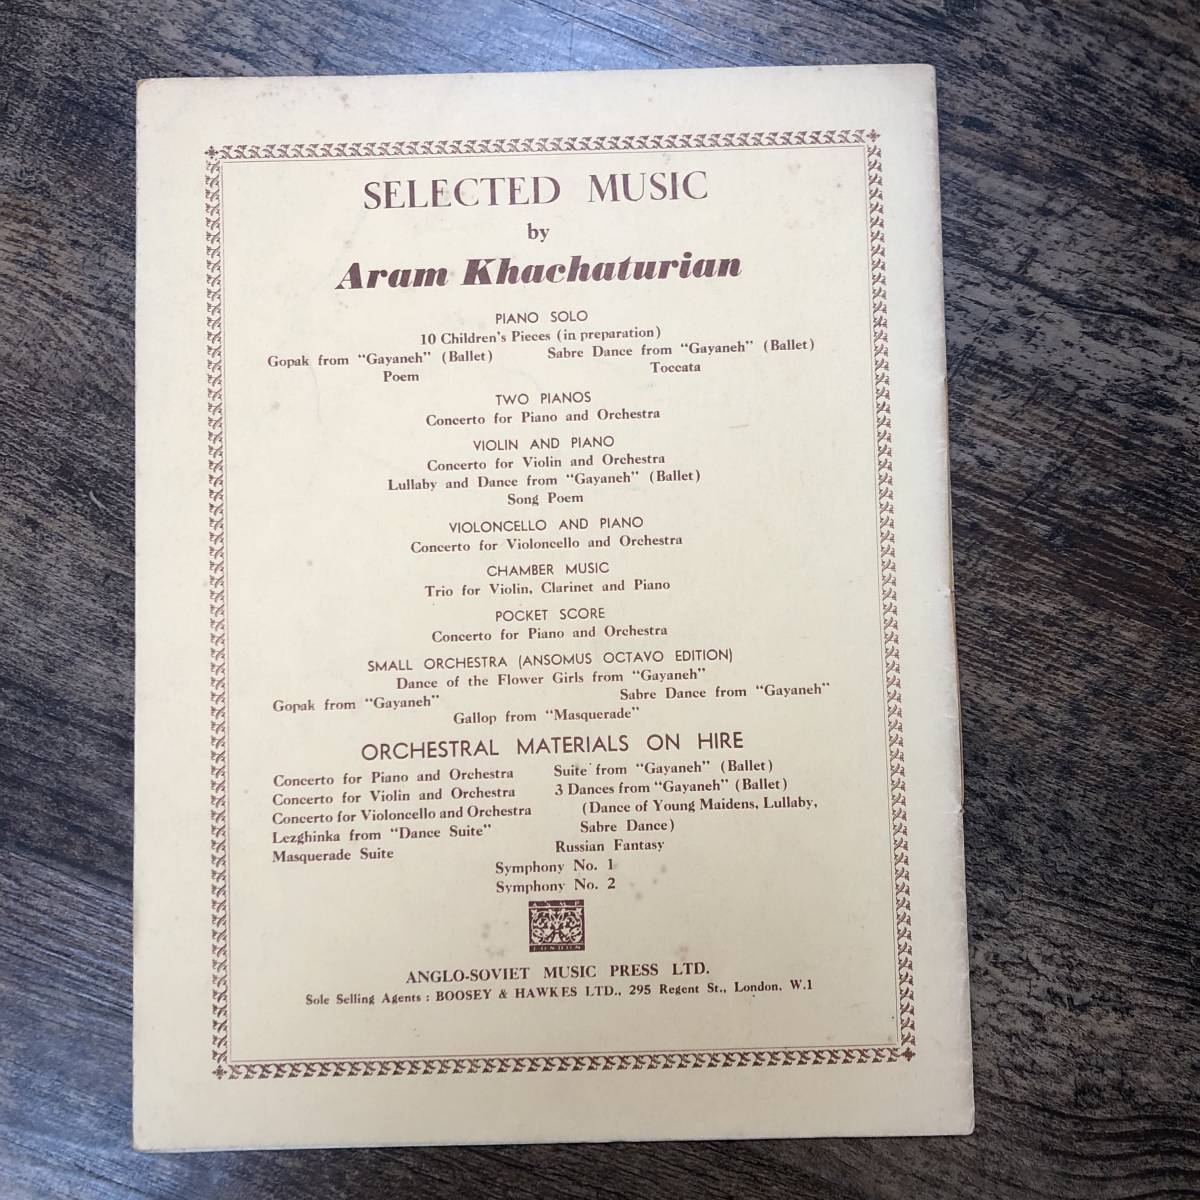 SELECTED MUSIC
by
Aram Khachaturian
PIANO SOLO
10 Children's Pieces (in preparation)
Gopak from "Gayaneh" (Ballet) Sabre Dance from "Gayaneh" (Ballet)
Poem Toccata
TWO PIANOS
Concerto for Piano and Orchestra
VIOLIN AND PIANO
Concerto for Violin and Orchestra
Lullaby and Dance from "Gayaneh" (Ballet)
Song Poem
VIOLONCELLO AND PIANO
Concerto for Violoncello and Orchestra
CHAMBER MUSIC
Trio for Violin, Clarinet and Piano
POCKET SCORE
Concerto for Piano and Orchestra
SMALL ORCHESTRA (ANSOMUS OCTAVO EDITION)
Dance of the Flower Girls from "Gayaneh"
Gopak from "Gayaneh" Sabre Dance from "Gayaneh"
Gallop from "Masquerade"
ORCHESTRAL MATERIALS ON HIRE
Concerto for Piano and Orchestra
Concerto for Violin and Orchestra
Concerto for Violoncello and Orchestra
Lezghinka from "Dance Suite"
Masquerade Suite
Suite from "Gayaneh" (Ballet)
3 Dances from "Gayaneh" (Ballet)
(Dance of Young Maidens, Lullaby,
Sabre Dance)
Russian Fantasy
Symphony No. 1
Symphony No. 2
ASMP
LONDON
ANGLO-SOVIET MUSIC PRESS LTD.
Sole Selling Agents : BOOSEY & HAWKES LTD., 295 Regent St., London, W.1